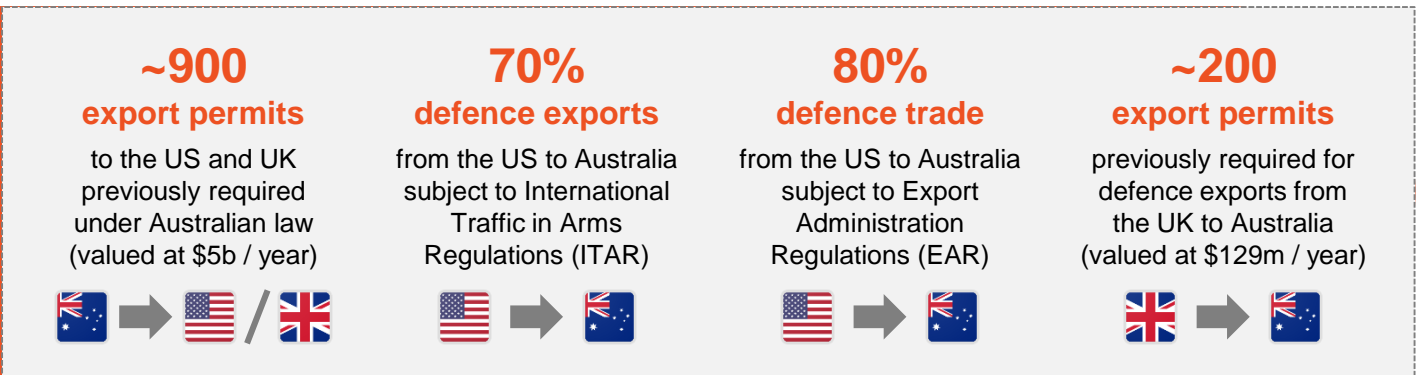 ~900
export permits
to the US and UK
previously required
under Australian law
(valued at $5b / year)
70%
defence exports
from the US to Australia
subject to International
Traffic in Arms
Regulations (ITAR)
80%
defence trade
from the US to Australia
subject to Export
Administration
Regulations (EAR)
~200
export permits
previously required for
defence exports from
the UK to Australia
(valued at $129m / year)